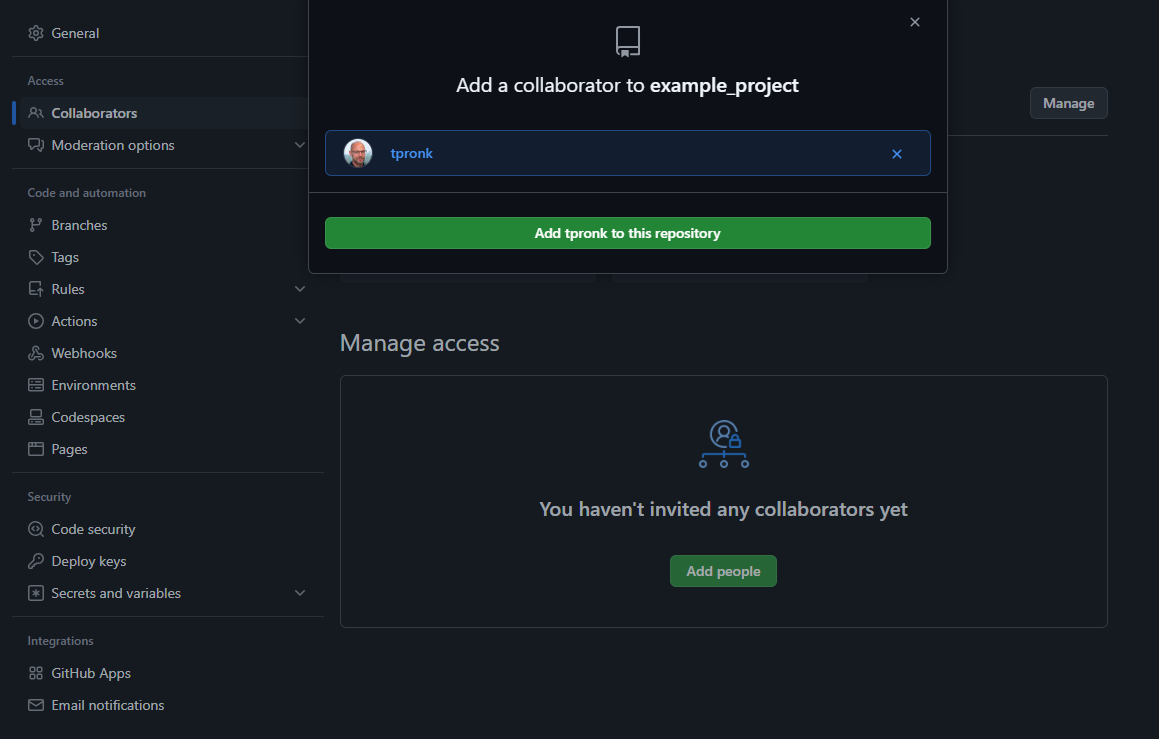 General
Access
Collaborators
Moderation options
Code and automation
Branches
Tags
Rules
Actions
Webhooks
Environments
Codespaces
Pages
Security
Code security
Deploy keys
Secrets and variables
Integrations
GitHub Apps
Email notifications
Add a collaborator to example_project
tpronk
Add tpronk to this repository
Manage
Manage access
You haven't invited any collaborators yet
Add people